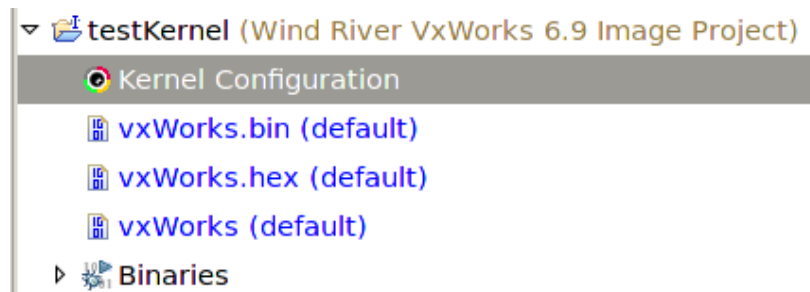 testKernel (Wind River VxWorks 6.9 Image Project)
Kernel Configuration
vxWorks.bin (default)
vxWorks.hex (default)
vxWorks (default)
Binaries